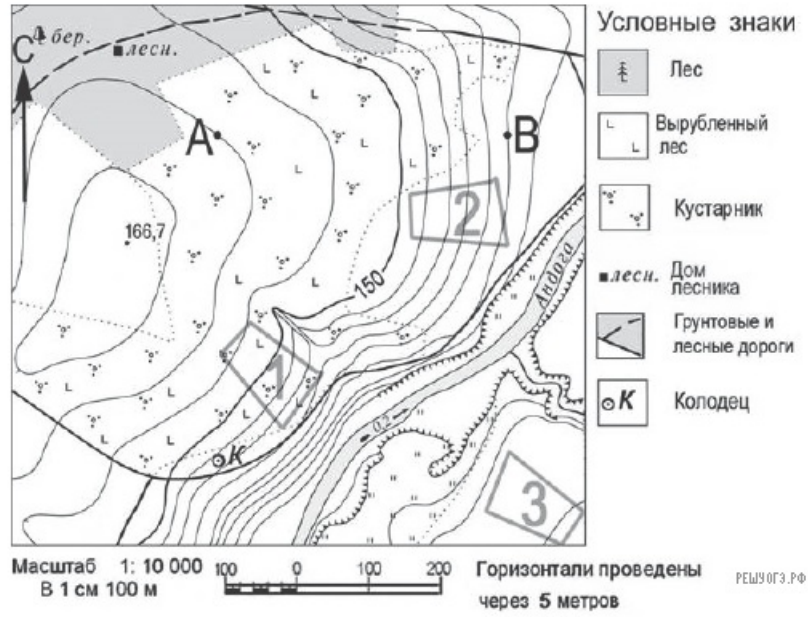 С
бер.
лесн.
А
В
166,7
150
1
2
3
К
Андога
0,2
Условные знаки
Лес
Вырубленный
лес
Кустарник
лесн. Дом
лесника
Грунтовые и
лесные дороги
К Колодец
Масштаб 1: 10 000
В 1 см 100 м
100 0 100 200
Горизонтали проведены
через 5 метров
РЕШУОГЭ.РФ